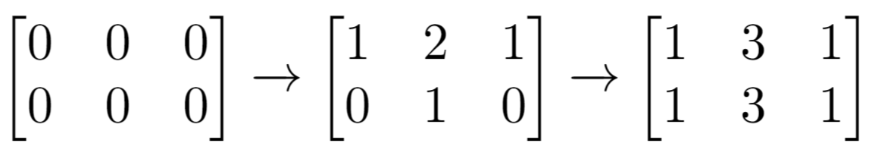 [0 0 0] → [1 2 1] → [1 3 1]
[0 0 0] [0 1 0] [1 3 1]